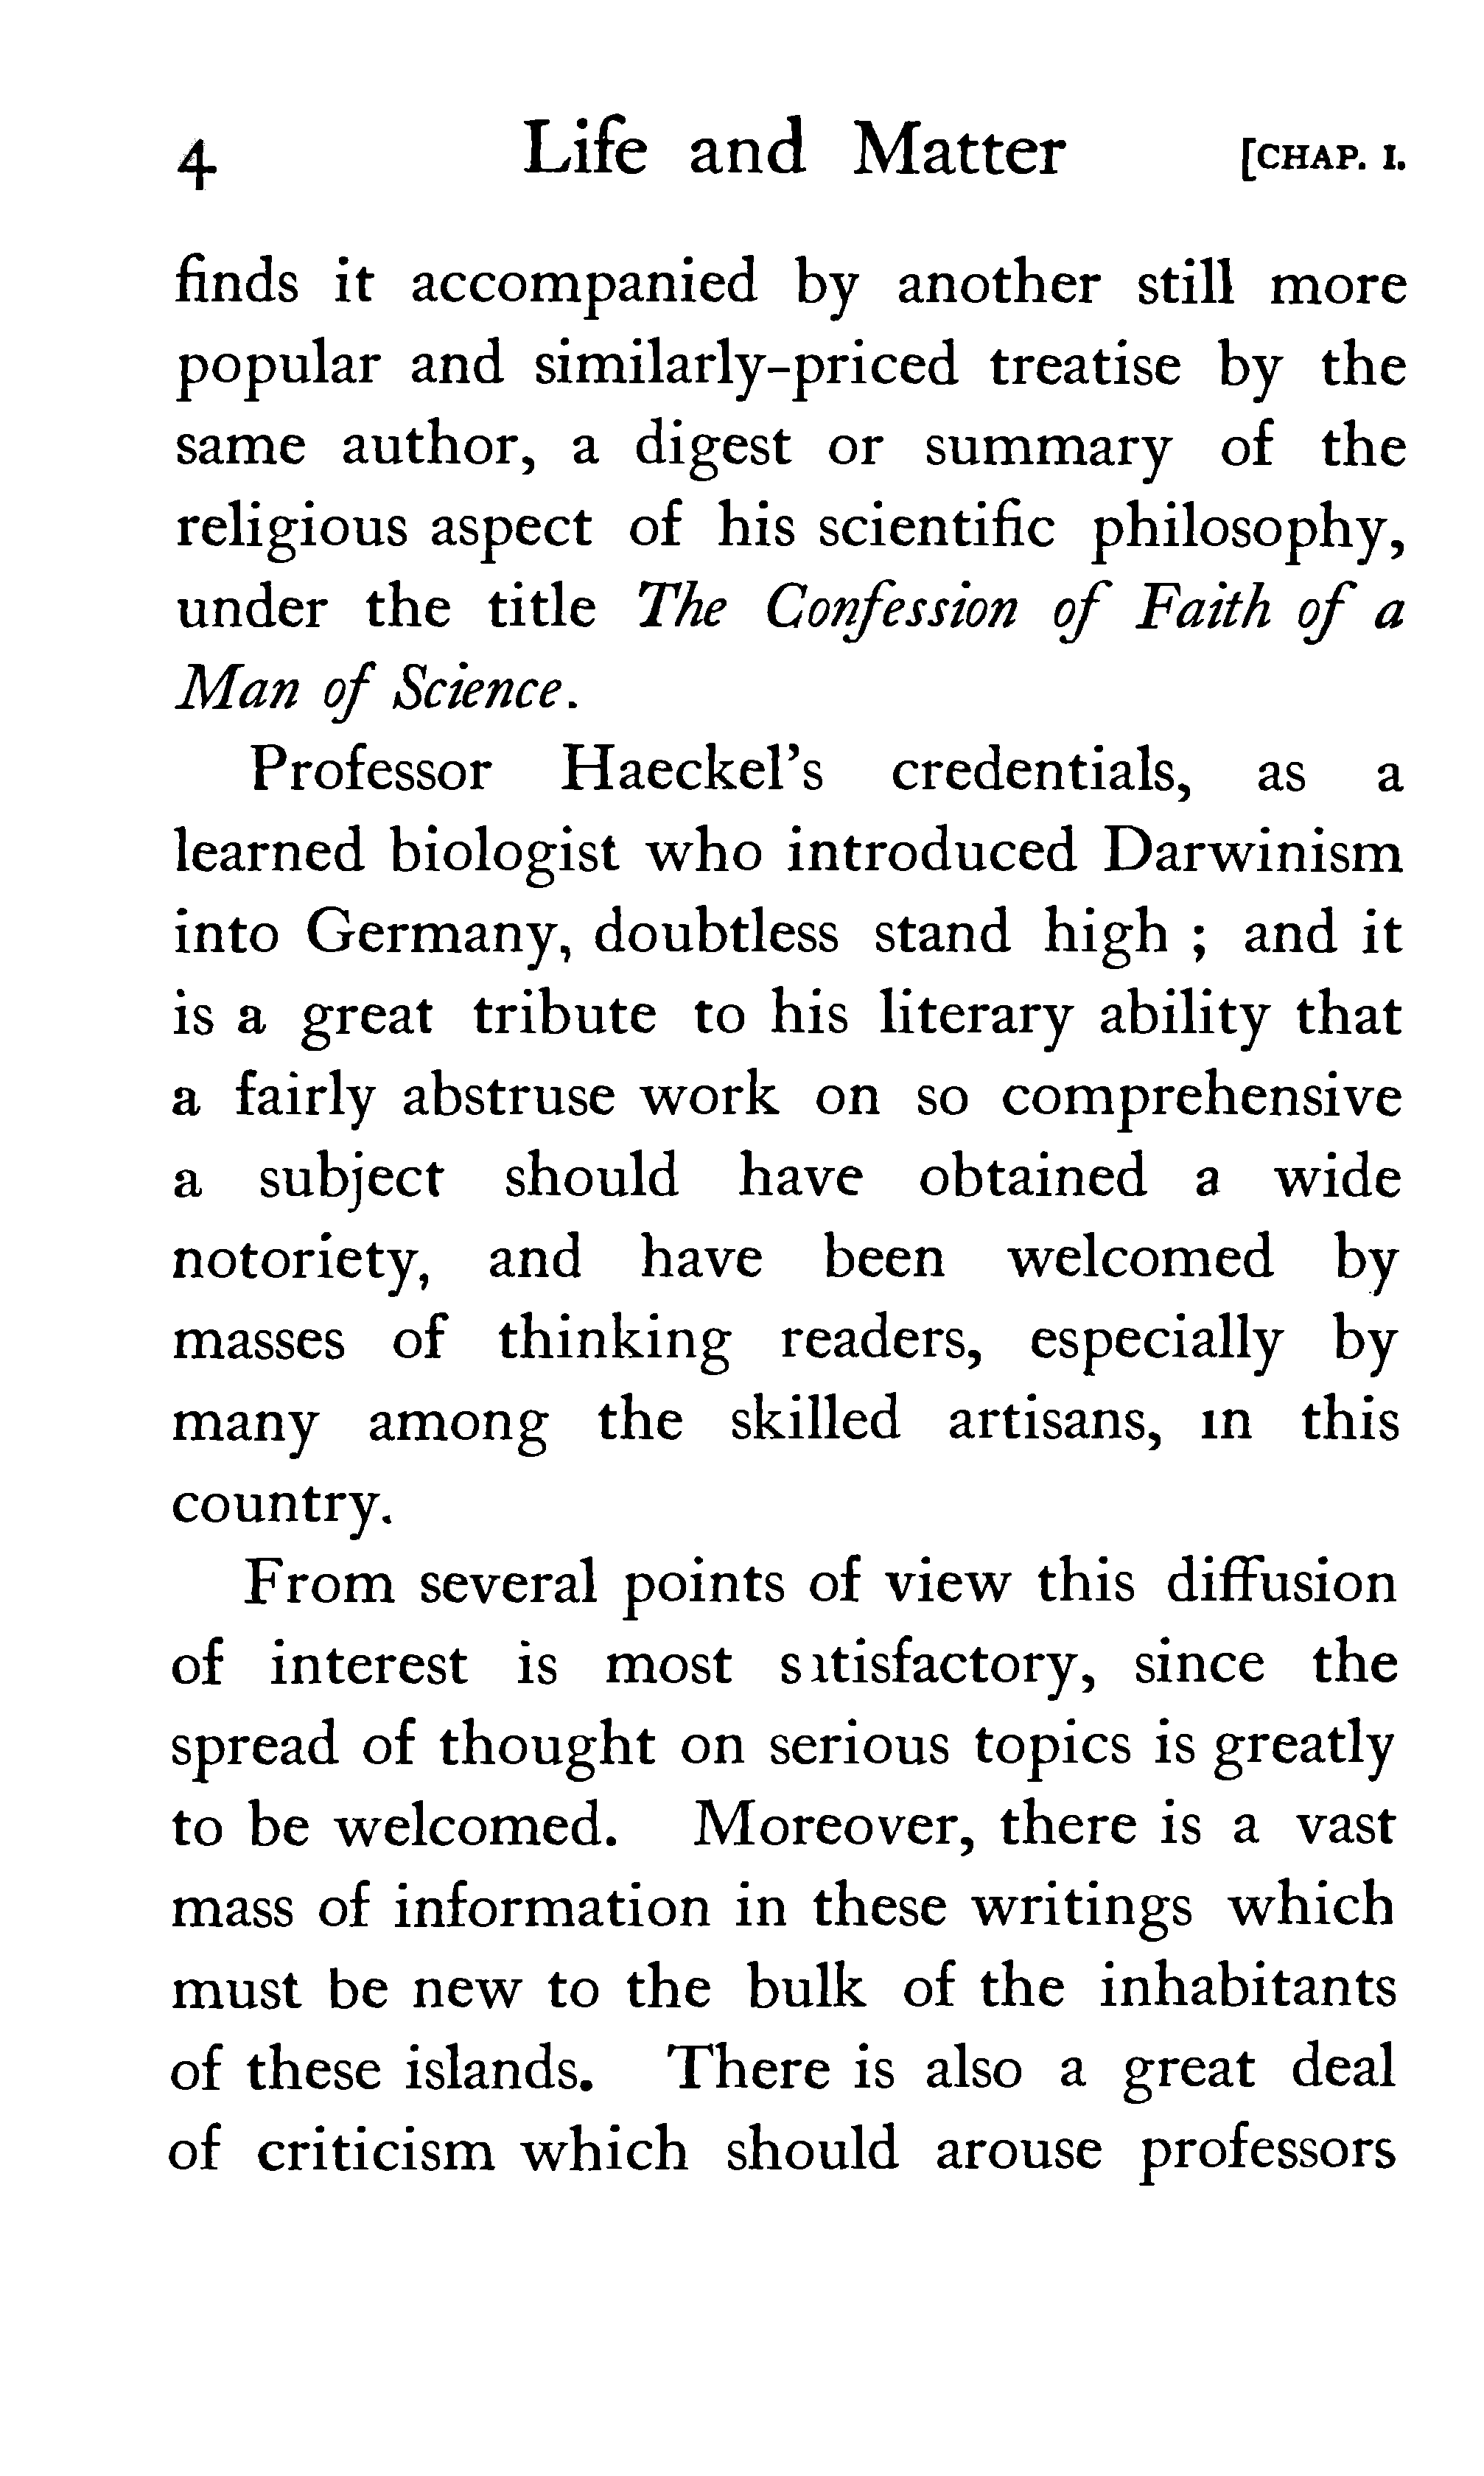 4 Life and Matter [CHAP. I.
finds it accompanied by another still more
popular and similarly-priced treatise by the
same author, a digest or summary of the
religious aspect of his scientific philosophy,
under the title The Confession of Faith of a
Man of Science.
Professor Haeckel's credentials, as a
learned biologist who introduced Darwinism
into Germany, doubtless stand high ; and it
is a great tribute to his literary ability that
a fairly abstruse work on so comprehensive
a subject should have obtained a wide
notoriety, and have been welcomed by
masses of thinking readers, especially by
many among the skilled artisans, in this
country.
From several points of view this diffusion
of interest is most satisfactory, since the
spread of thought on serious topics is greatly
to be welcomed. Moreover, there is a vast
mass of information in these writings which
must be new to the bulk of the inhabitants
of these islands. There is also a great deal
of criticism which should arouse professors